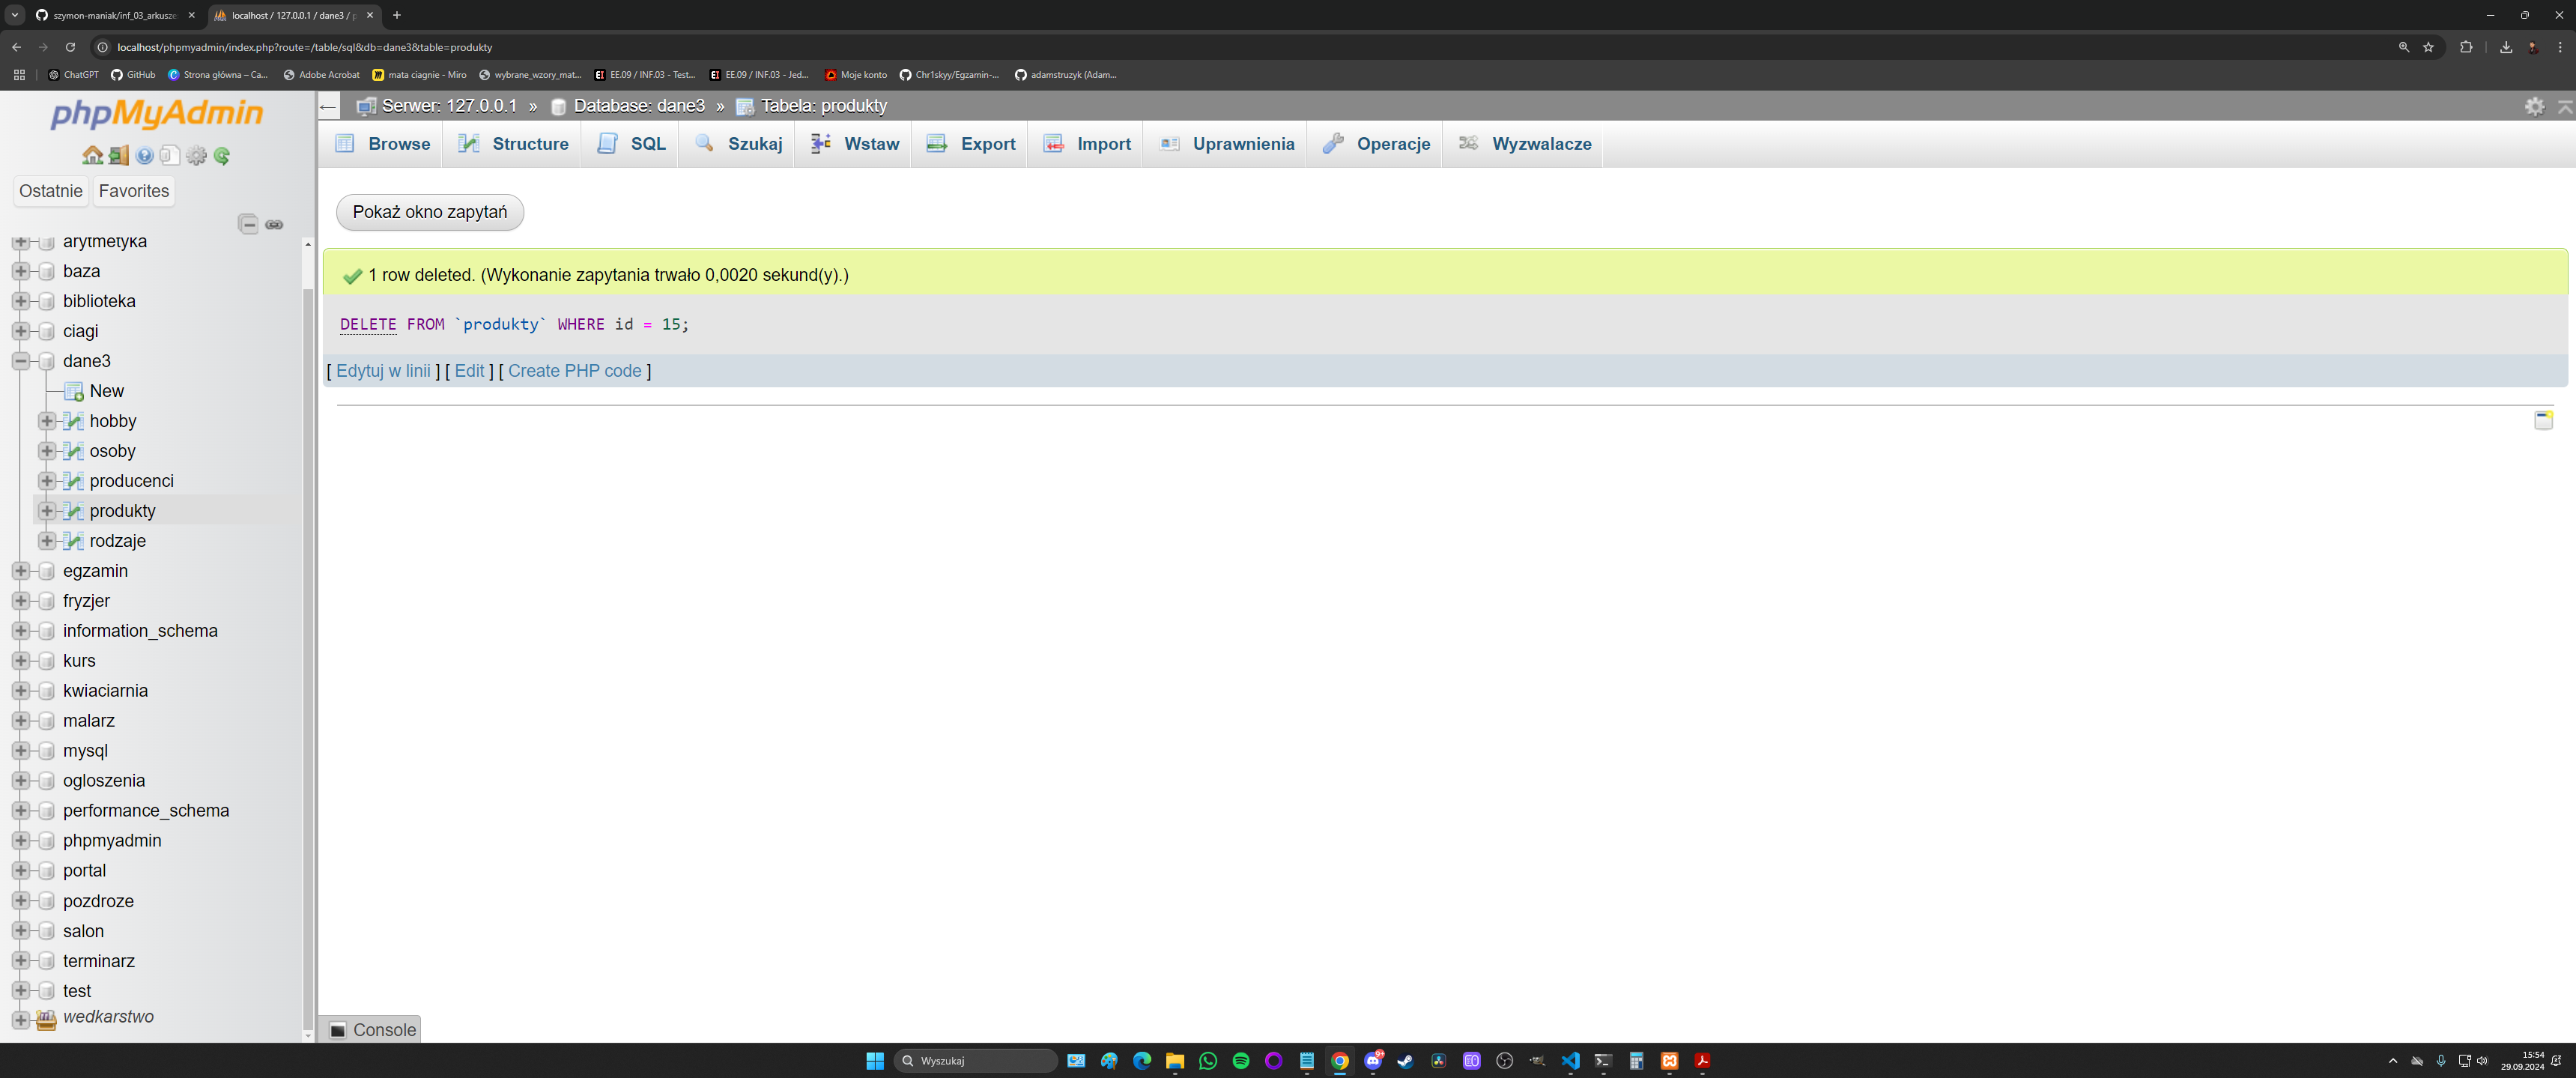 szymon-maniak/inf_03_arkusze
localhost / 127.0.0.1 / dane3 / p
localhost/phpmyadmin/index.php?route=/table/sql&db=dane3&table=produkty
ChatGPT
GitHub
Strona główna – Ca...
Adobe Acrobat
mata ciagnie - Miro
wybrane_wzory_mat...
EE.09 / INF.03 - Test...
EE.09 / INF.03 - Jed...
Moje konto
Chr1skyy/Egzamin-...
adamstruzyk (Adam...
phpMyAdmin
Serwer: 127.0.0.1 » Database: dane3 » Tabela: produkty
Browse
Structure
SQL
Szukaj
Wstaw
Export
Import
Uprawnienia
Operacje
Wyzwalacze
Ostatnie
Favorites
arytmetyka
baza
biblioteka
ciagi
dane3
New
hobby
osoby
producenci
produkty
rodzaje
egzamin
fryzjer
information_schema
kurs
kwiaciarnia
malarz
mysql
ogloszenia
performance_schema
phpmyadmin
portal
pozdroze
salon
terminarz
test
wedkarstwo
Pokaż okno zapytań
1 row deleted. (Wykonanie zapytania trwało 0,0020 sekund(y).)
DELETE FROM `produkty` WHERE id = 15;
[ Edytuj w linii ] [ Edit ] [ Create PHP code ]
Console
Wyszukaj
15:54
29.09.2024